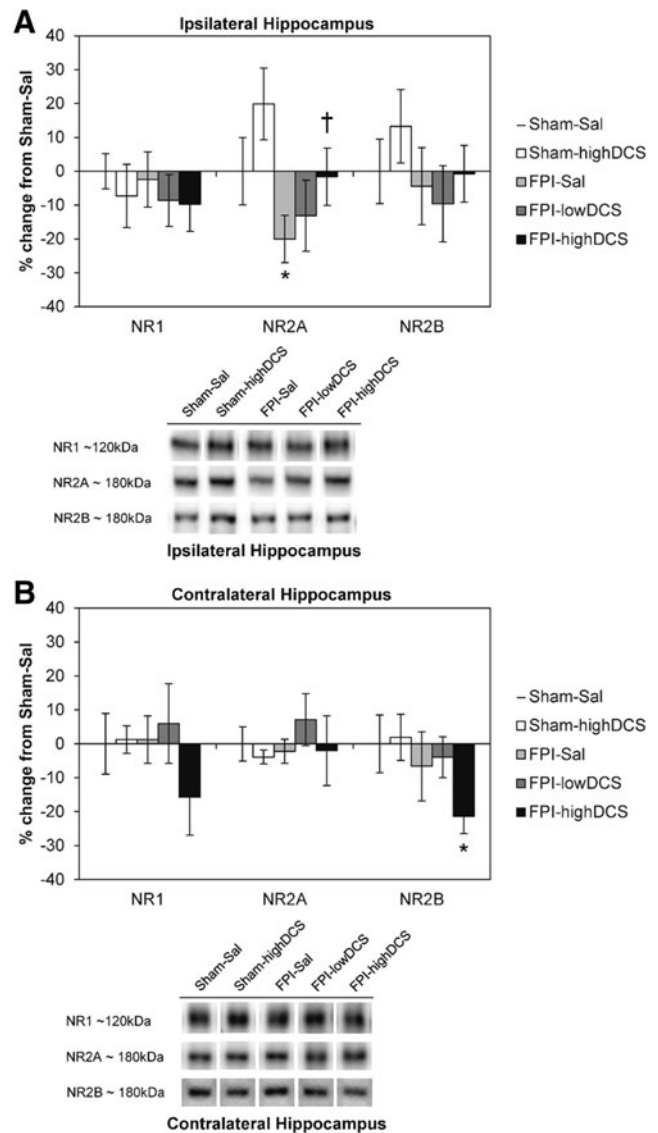 A
Ipsilateral Hippocampus
% change from Sham-Sal
40
30
20
10
0
-10
-20
-30
-40
†
*
NR1 NR2A NR2B
Sham-Sal
Sham-highDCS
FPI-Sal
FPI-lowDCS
FPI-highDCS
Sham-Sal Sham-highDCS FPI-Sal FPI-lowDCS FPI-highDCS
NR1 ~120kDa
NR2A ~ 180kDa
NR2B ~ 180kDa
Ipsilateral Hippocampus
B
Contralateral Hippocampus
% change from Sham-Sal
40
30
20
10
0
-10
-20
-30
-40
*
NR1 NR2A NR2B
Sham-Sal
Sham-highDCS
FPI-Sal
FPI-lowDCS
FPI-highDCS
Sham-Sal Sham-highDCS FPI-Sal FPI-lowDCS FPI-highDCS
NR1 ~120kDa
NR2A ~ 180kDa
NR2B ~ 180kDa
Contralateral Hippocampus